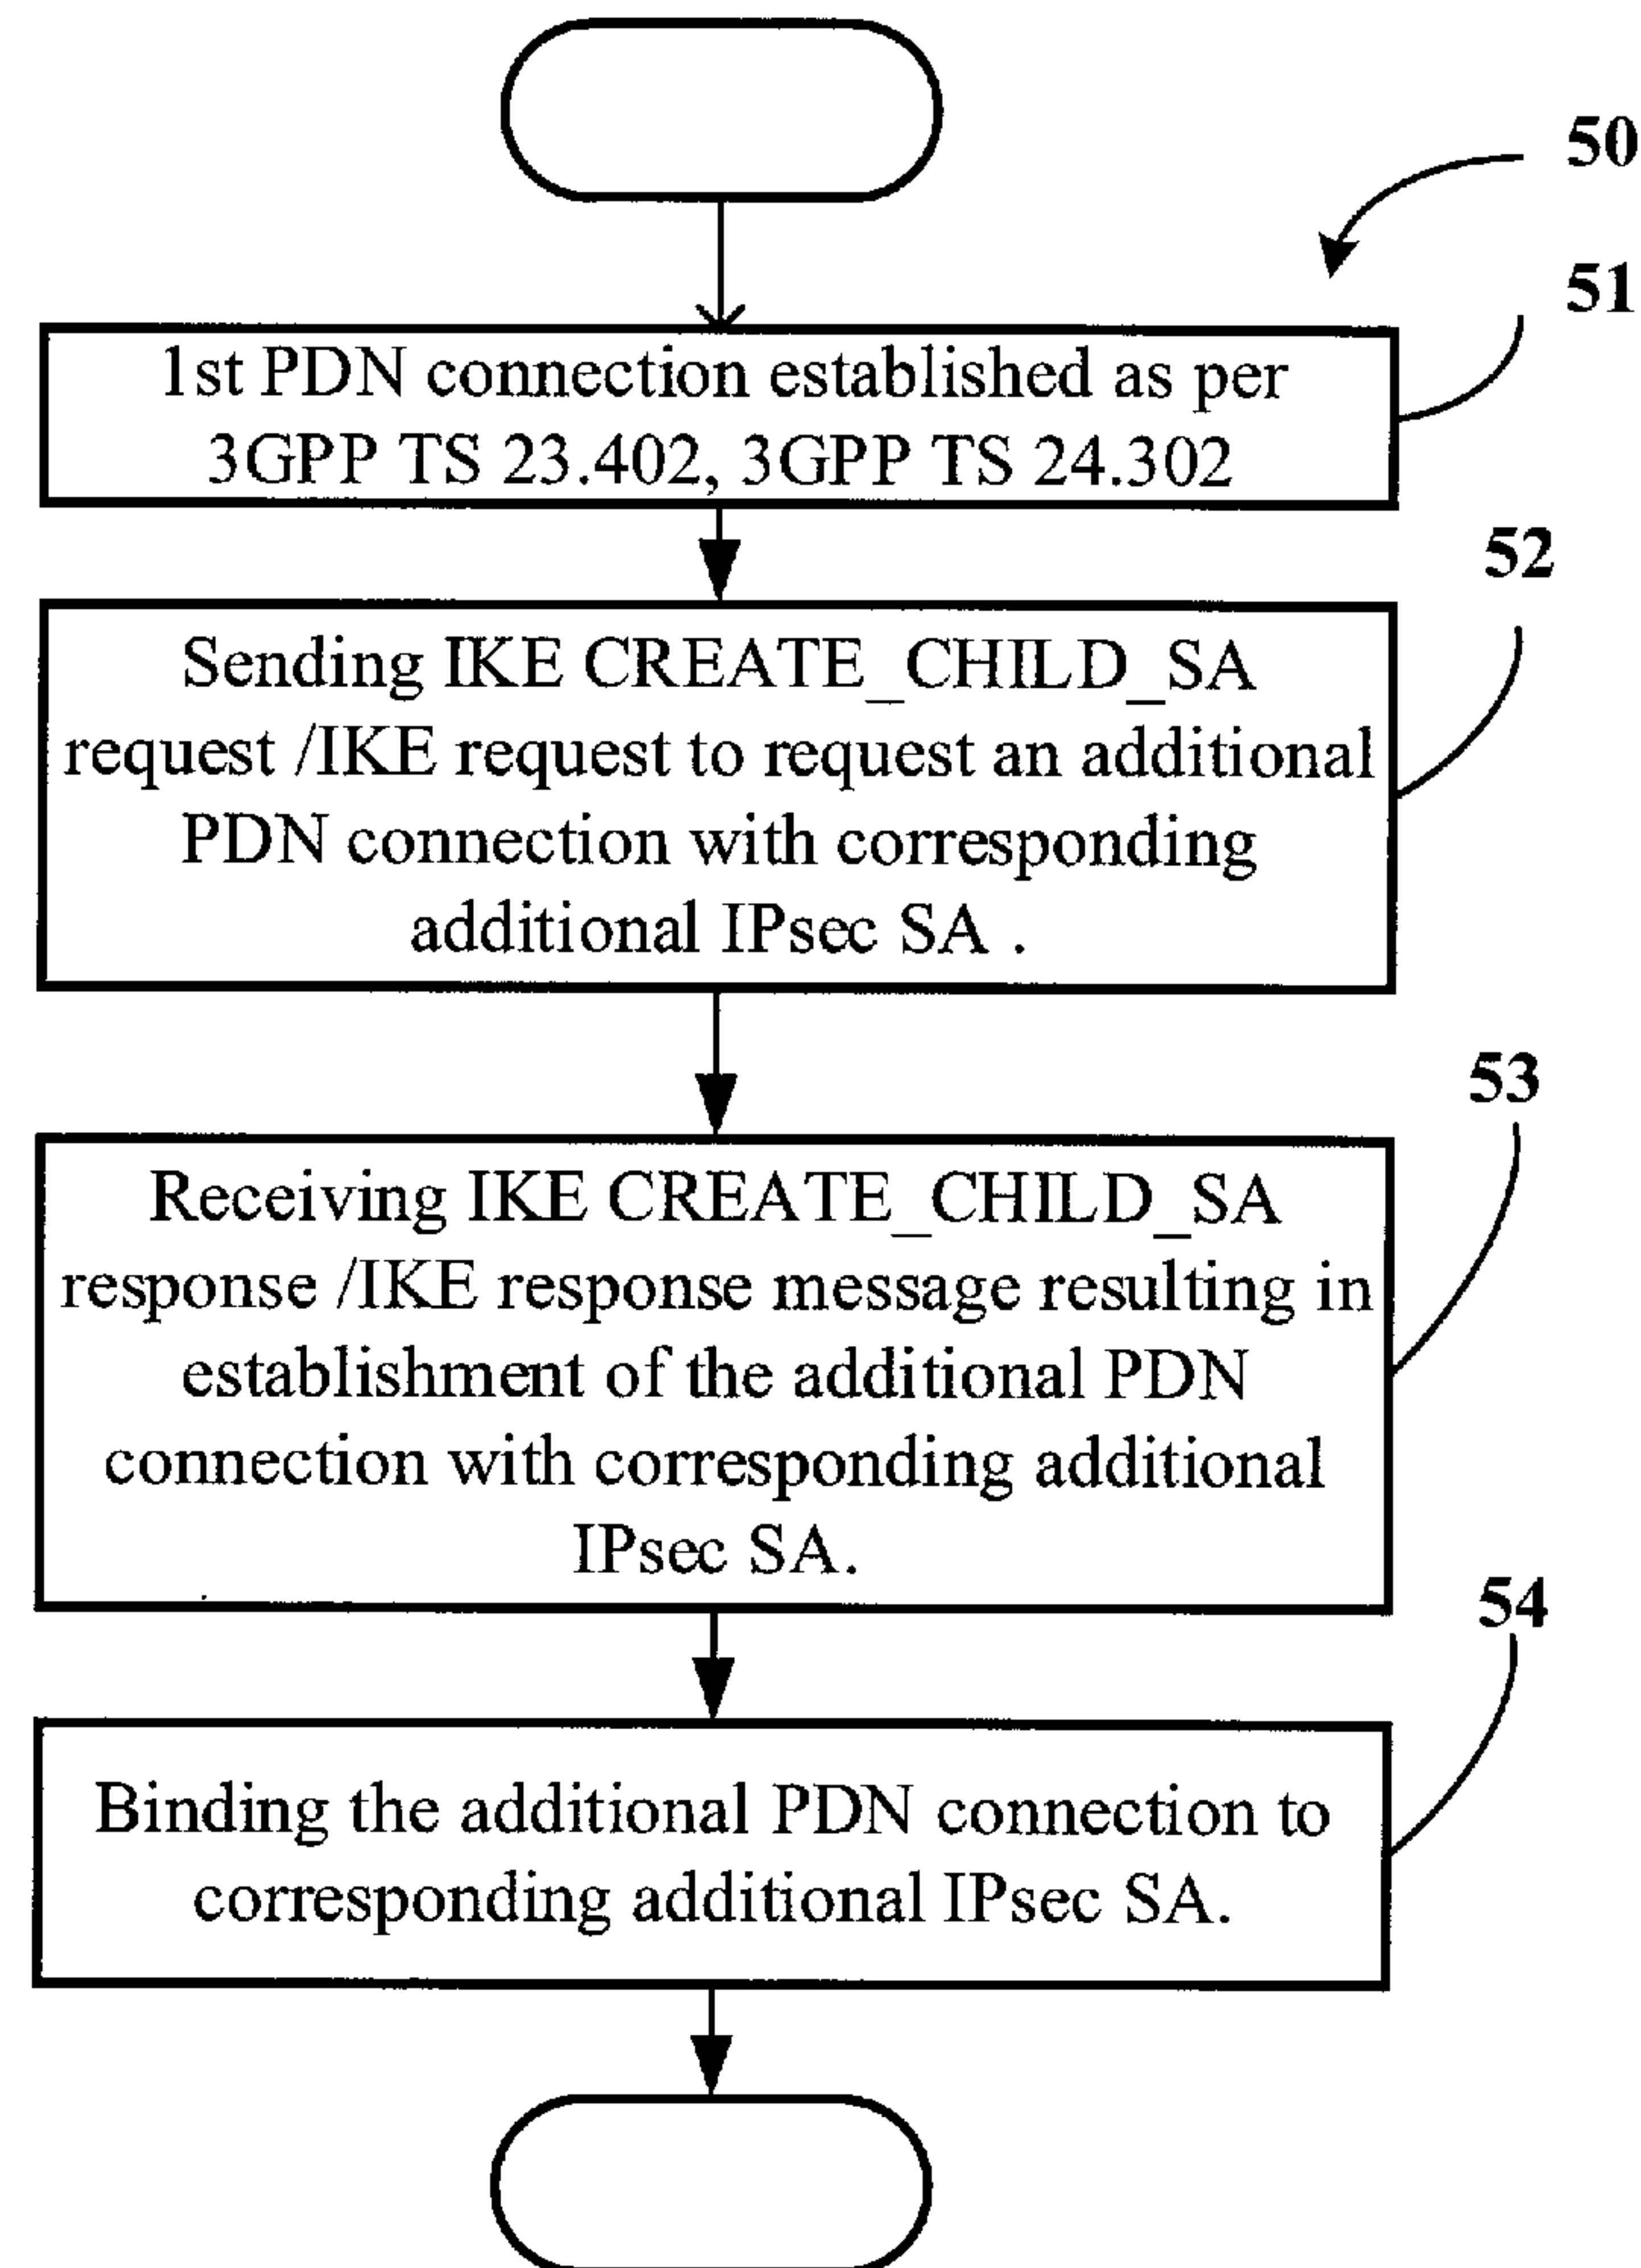 50
51
1st PDN connection established as per
3GPP TS 23.402, 3GPP TS 24.302
52
Sending IKE CREATE_CHILD_SA
request /IKE request to request an additional
PDN connection with corresponding
additional IPsec SA .
53
Receiving IKE CREATE_CHILD_SA
response /IKE response message resulting in
establishment of the additional PDN
connection with corresponding additional
IPsec SA.
54
Binding the additional PDN connection to
corresponding additional IPsec SA.